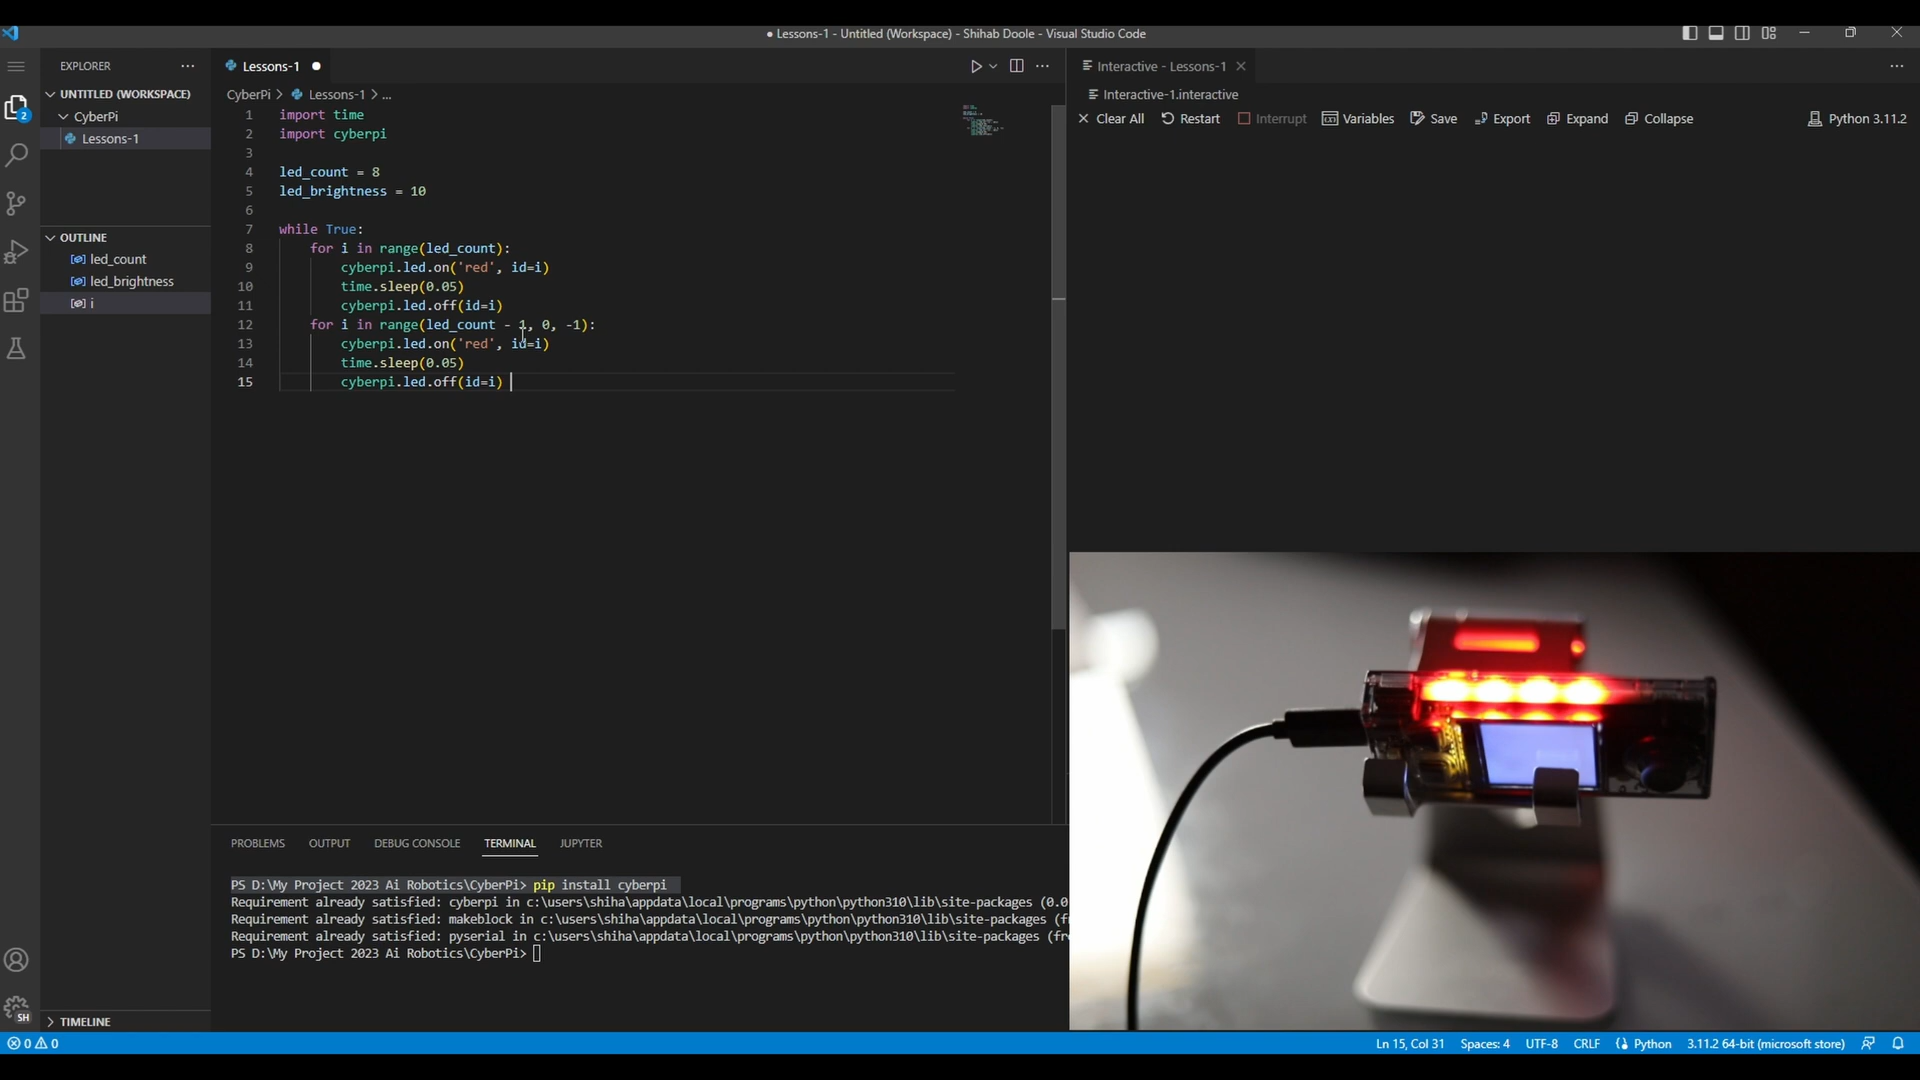 ● Lessons-1 - Untitled (Workspace) - Shihab Doole - Visual Studio Code
EXPLORER
UNTITLED (WORKSPACE)
CyberPi
Lessons-1
OUTLINE
led_count
led_brightness
i
TIMELINE
2
SH
Lessons-1 ●
CyberPi > Lessons-1 > ...
1 import time
2 import cyberpi
3
4 led_count = 8
5 led_brightness = 10
6
7 while True:
8 for i in range(led_count):
9 cyberpi.led.on('red', id=i)
10 time.sleep(0.05)
11 cyberpi.led.off(id=i)
12 for i in range(led_count - 1, 0, -1):
13 cyberpi.led.on('red', id=i)
14 time.sleep(0.05)
15 cyberpi.led.off(id=i)
Interactive - Lessons-1
Interactive-1.interactive
Clear All Restart Interrupt Variables Save Export Expand Collapse Python 3.11.2
PROBLEMS OUTPUT DEBUG CONSOLE TERMINAL JUPYTER
PS D:\My Project 2023 Ai Robotics\CyberPi> pip install cyberpi
Requirement already satisfied: cyberpi in c:\users\shiha\appdata\local\programs\python\python310\lib\site-packages (0.0
Requirement already satisfied: makeblock in c:\users\shiha\appdata\local\programs\python\python310\lib\site-packages (f
Requirement already satisfied: pyserial in c:\users\shiha\appdata\local\programs\python\python310\lib\site-packages (fr
PS D:\My Project 2023 Ai Robotics\CyberPi>
0 0
Ln 15, Col 31 Spaces: 4 UTF-8 CRLF Python 3.11.2 64-bit (microsoft store)